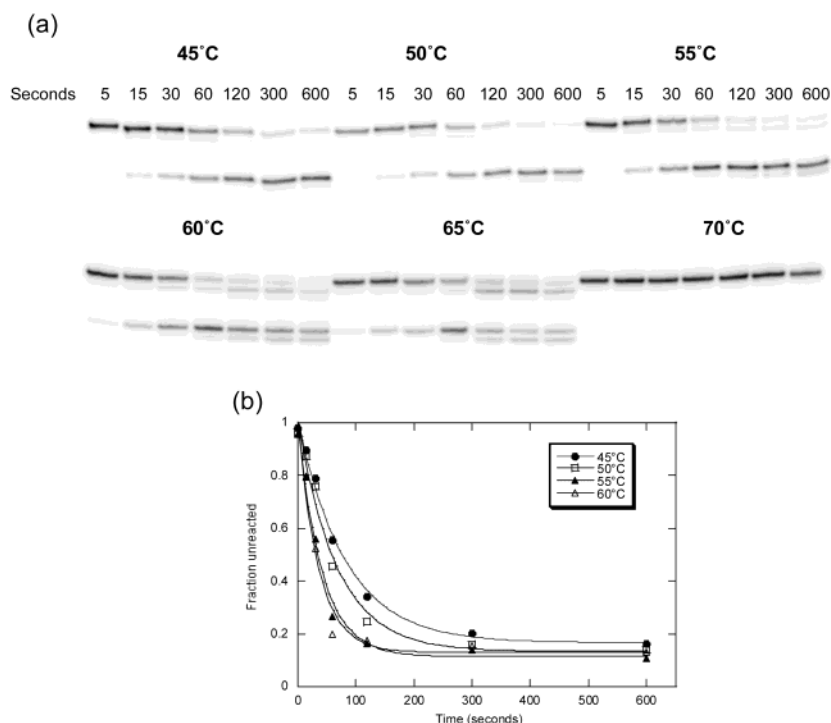 (a)
45˚C 50˚C 55˚C
Seconds 5 15 30 60 120 300 600 5 15 30 60 120 300 600 5 15 30 60 120 300 600
60˚C 65˚C 70˚C
(b)
1
0.8
0.6
0.4
0.2
0
Fraction unreacted
45°C
50°C
55°C
60°C
0 100 200 300 400 500 600
Time (seconds)